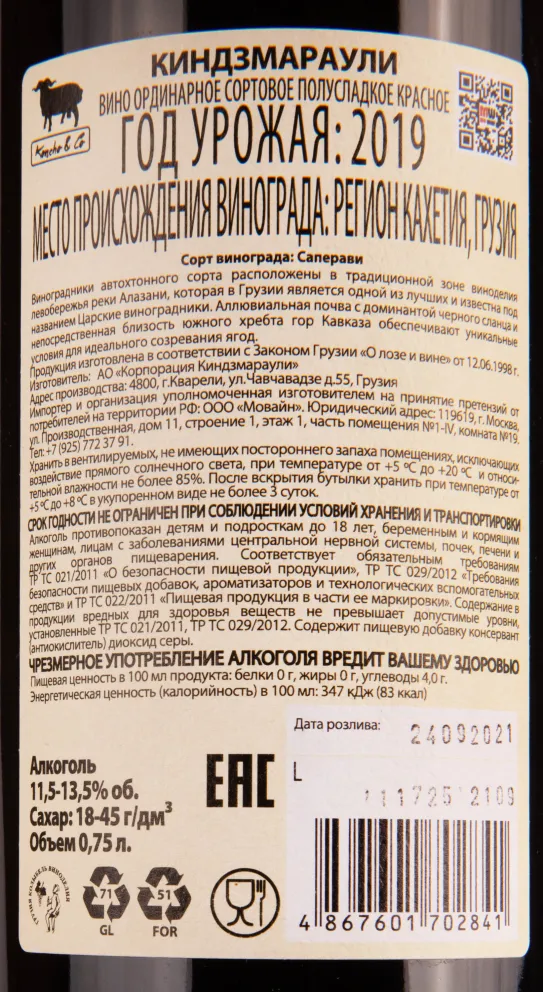 КИНДЗМАРАУЛИ
ВИНО ОРДИНАРНОЕ СОРТОВОЕ ПОЛУСЛАДКОЕ КРАСНОЕ
Koncho & Co
ГОД УРОЖАЯ: 2019
МЕСТО ПРОИСХОЖДЕНИЯ ВИНОГРАДА: РЕГИОН КАХЕТИЯ, ГРУЗИЯ
Сорт винограда: Саперави
Виноградники автохтонного сорта расположены в традиционной зоне виноделия
левобережья реки Алазани, которая в Грузии является одной из лучших и известна под
названием Царские виноградники. Аллювиальная почва с доминантой черного сланца и
непосредственная близость южного хребта гор Кавказа обеспечивают уникальные
условия для идеального созревания ягод.
Продукция изготовлена в соответствии с Законом Грузии «О лозе и вине» от 12.06.1998 г.
Изготовитель: АО «Корпорация Киндзмараули»
Адрес производства: 4800, г.Кварели, ул.Чавчавадзе д.55, Грузия
Импортер и организация уполномоченная изготовителем на принятие претензий от
потребителей на территории РФ: ООО «Мовайн». Юридический адрес: 119619, г. Москва,
ул. Производственная, дом 11, строение 1, этаж 1, часть помещения №1-IV, комната №19.
Тел: +7 (925) 772 37 91.
Хранить в вентилируемых, не имеющих постороннего запаха помещениях, исключающих
воздействие прямого солнечного света, при температуре от +5 °С до +20 °С и относи-
тельной влажности не более 85%. После вскрытия бутылки хранить при температуре от
+5 °С до +8 °С в укупоренном виде не более 3 суток.
СРОК ГОДНОСТИ НЕ ОГРАНИЧЕН ПРИ СОБЛЮДЕНИИ УСЛОВИЙ ХРАНЕНИЯ И ТРАНСПОРТИРОВКИ
Алкоголь противопоказан детям и подросткам до 18 лет, беременным и кормящим
женщинам, лицам с заболеваниями центральной нервной системы, почек, печени и
других органов пищеварения. Соответствует обязательным требованиям
ТР ТС 021/2011 «О безопасности пищевой продукции», ТР ТС 029/2012 «Требования
безопасности пищевых добавок, ароматизаторов и технологических вспомогательных
средств» и ТР ТС 022/2011 «Пищевая продукция в части ее маркировки». Содержание в
продукции вредных для здоровья веществ не превышает допустимые уровни,
установленные ТР ТС 021/2011, ТР ТС 029/2012. Содержит пищевую добавку консервант
(антиокислитель) диоксид серы.
ЧРЕЗМЕРНОЕ УПОТРЕБЛЕНИЕ АЛКОГОЛЯ ВРЕДИТ ВАШЕМУ ЗДОРОВЬЮ
Пищевая ценность в 100 мл продукта: белки 0 г, жиры 0 г, углеводы 4,0 г.
Энергетическая ценность (калорийность) в 100 мл: 347 кДж (83 ккал)
Дата розлива: 24092021
L 111725 2109
Алкоголь
11,5-13,5% об.
Сахар: 18-45 г/дм³
Объем 0,75 л.
EAC
ГРУЗИЯ КОЛЫБЕЛЬ ВИНОДЕЛИЯ
71
GL
51
FOR
4 867601 702841